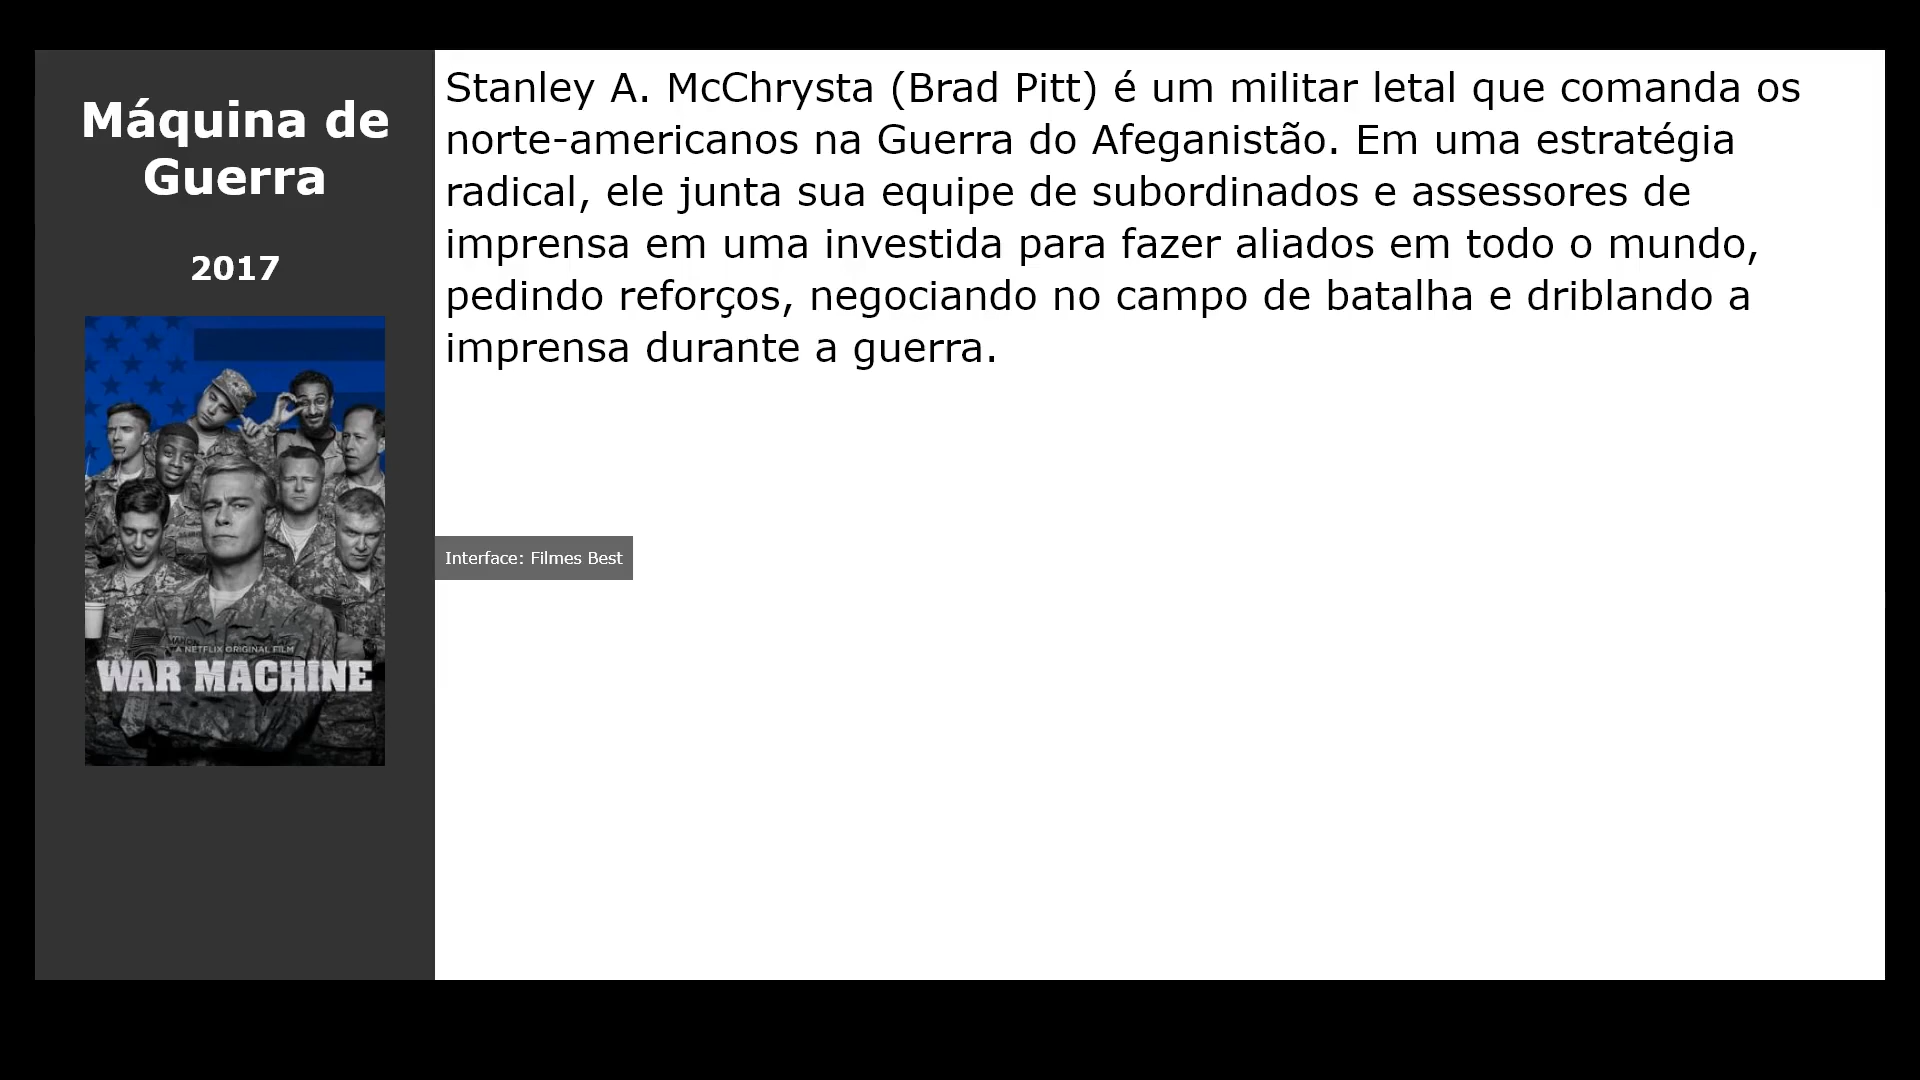 Máquina de
Guerra
2017
A NETFLIX ORIGINAL FILM
WAR MACHINE
Stanley A. McChrysta (Brad Pitt) é um militar letal que comanda os
norte-americanos na Guerra do Afeganistão. Em uma estratégia
radical, ele junta sua equipe de subordinados e assessores de
imprensa em uma investida para fazer aliados em todo o mundo,
pedindo reforços, negociando no campo de batalha e driblando a
imprensa durante a guerra.
Interface: Filmes Best